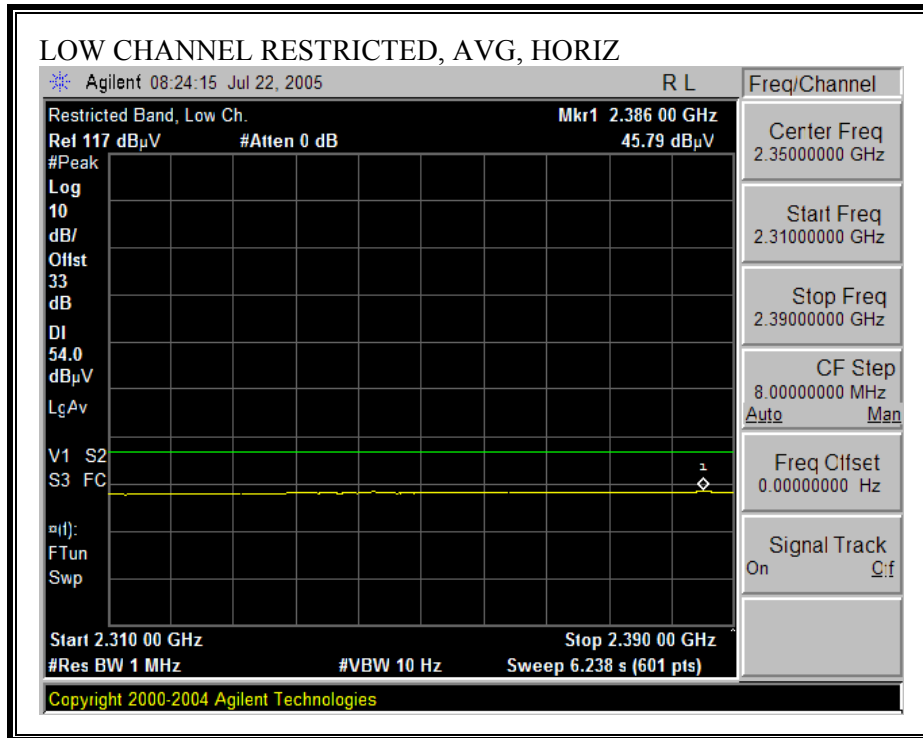 LOW CHANNEL RESTRICTED, AVG, HORIZ
Agilent 08:24:15 Jul 22, 2005 R L
Restricted Band, Low Ch. Mkr1 2.386 00 GHz
Ref 117 dBµV #Atten 0 dB 45.79 dBµV
#Peak
Log
10
dB/
Offst
33
dB
DI
54.0
dBµV
LgAv
V1 S2
S3 FC
¤(f):
FTun
Swp
1
Start 2.310 00 GHz Stop 2.390 00 GHz
#Res BW 1 MHz #VBW 10 Hz Sweep 6.238 s (601 pts)
Copyright 2000-2004 Agilent Technologies
Freq/Channel
Center Freq
2.35000000 GHz
Start Freq
2.31000000 GHz
Stop Freq
2.39000000 GHz
CF Step
8.00000000 MHz
Auto Man
Freq Offset
0.00000000 Hz
Signal Track
On Off